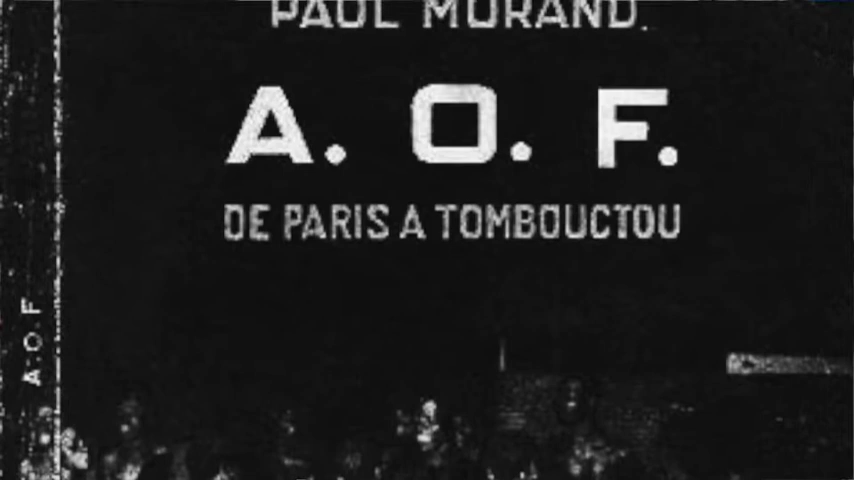 PAUL MORAND.
A. O. F.
DE PARIS A TOMBOUCTOU
A.O.F